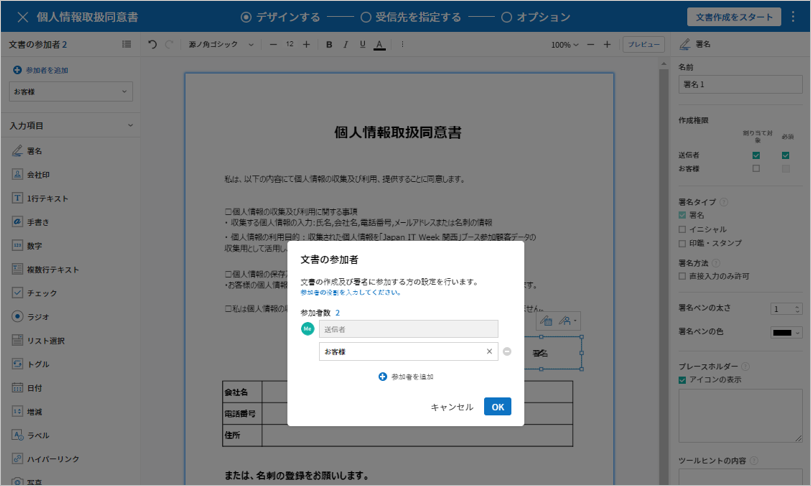 個人情報取扱同意書
デザインする
受信先を指定する
オプション
文書作成をスタート
文書の参加者 2
参加者を追加
お客様
入力項目
署名
会社印
1行テキスト
手書き
数字
複数行テキスト
チェック
ラジオ
リスト選択
トグル
日付
増減
ラベル
ハイパーリンク
写真
源ノ角ゴシック
12
B
I
U
A
100%
プレビュー
個人情報取扱同意書
私は、以下の内容にて個人情報の収集及び利用、提供することに同意します。
□個人情報の収集及び利用に関する事項
・ 収集する個人情報の入力：氏名,会社名,電話番号,メールアドレスまたは名刺の情報
・ 個人情報の利用目的：収集された個人情報を「Japan IT Week 関西」ブース参加顧客データの
収集用として活用し
□個人情報の保存
・お客様の個人情報
ます。
□私は個人情報の
せん。
署名
会社名
電話番号
住所
または、名刺の登録をお願いします。
文書の参加者
文書の作成及び署名に参加する方の設定を行います。
参加者の役割を入力してください。
参加者数 2
Me
送信者
お客様
参加者を追加
キャンセル
OK
署名
名前
署名 1
作成権限
割り当て対象
必須
送信者
お客様
署名タイプ
署名
イニシャル
印鑑・スタンプ
署名方法
直接入力のみ許可
署名ペンの太さ
1
署名ペンの色
プレースホルダー
アイコンの表示
ツールヒントの内容